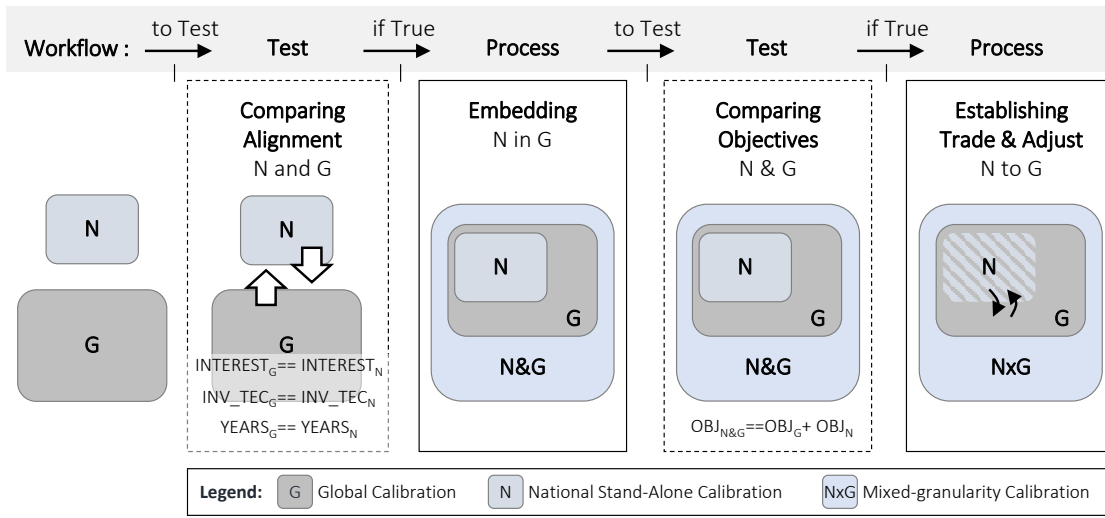 Workflow : to Test Test if True Process to Test Test if True Process
Comparing
Alignment
N and G
Embedding
N in G
Comparing
Objectives
N & G
Establishing
Trade & Adjust
N to G
N
G
N
G
INTEREST_G== INTEREST_N
INV_TEC_G== INV_TEC_N
YEARS_G== YEARS_N
N
G
N&G
N
G
N&G
OBJ_N&G==OBJ_G+ OBJ_N
N
G
NxG
Legend: G Global Calibration N National Stand-Alone Calibration NxG Mixed-granularity Calibration